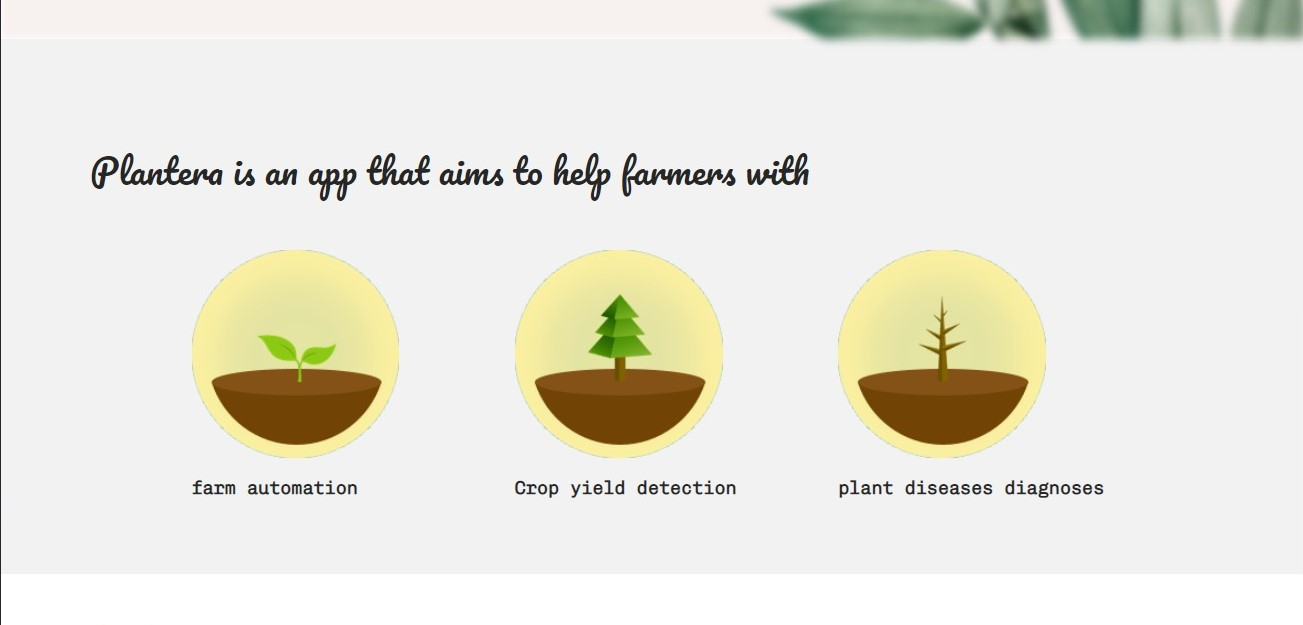 Plantera is an app that aims to help farmers with
farm automation
Crop yield detection
plant diseases diagnoses